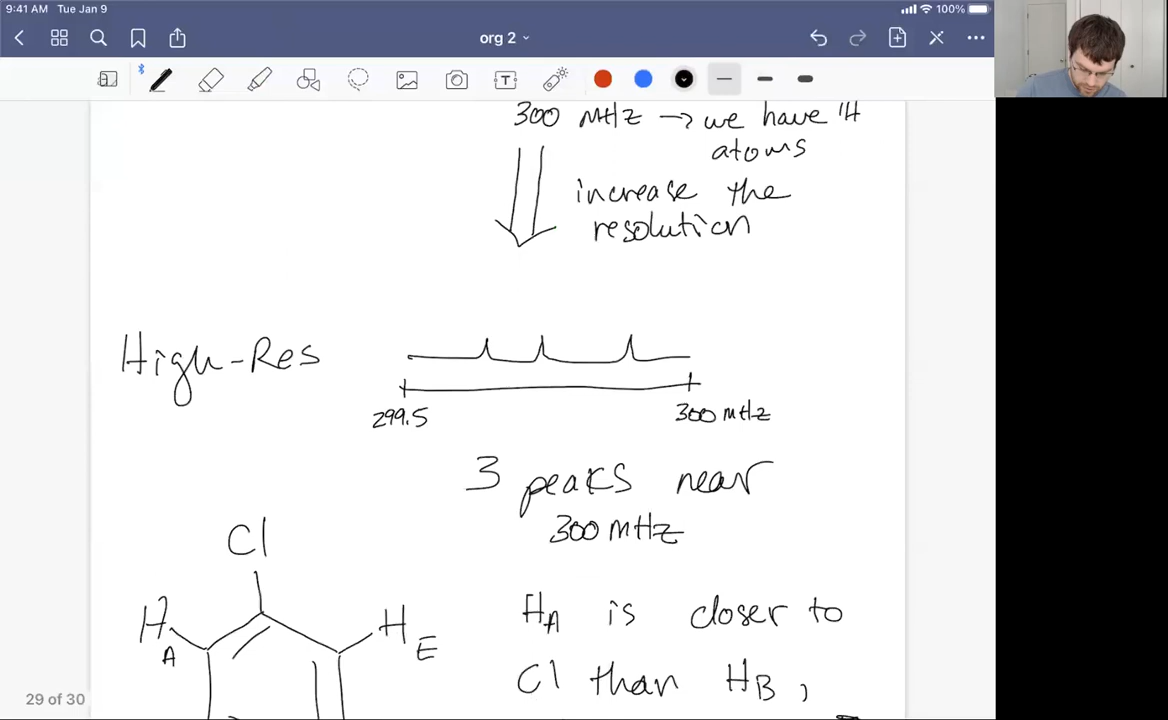 9:41 AM Tue Jan 9
100%
org 2
T
300 MHz → we have 1H
atoms
increase the
resolution
High-Res
299.5
300 MHz
3 peaks near
300 MHz
Cl
H
A
H
E
HA is closer to
Cl than HB,
29 of 30